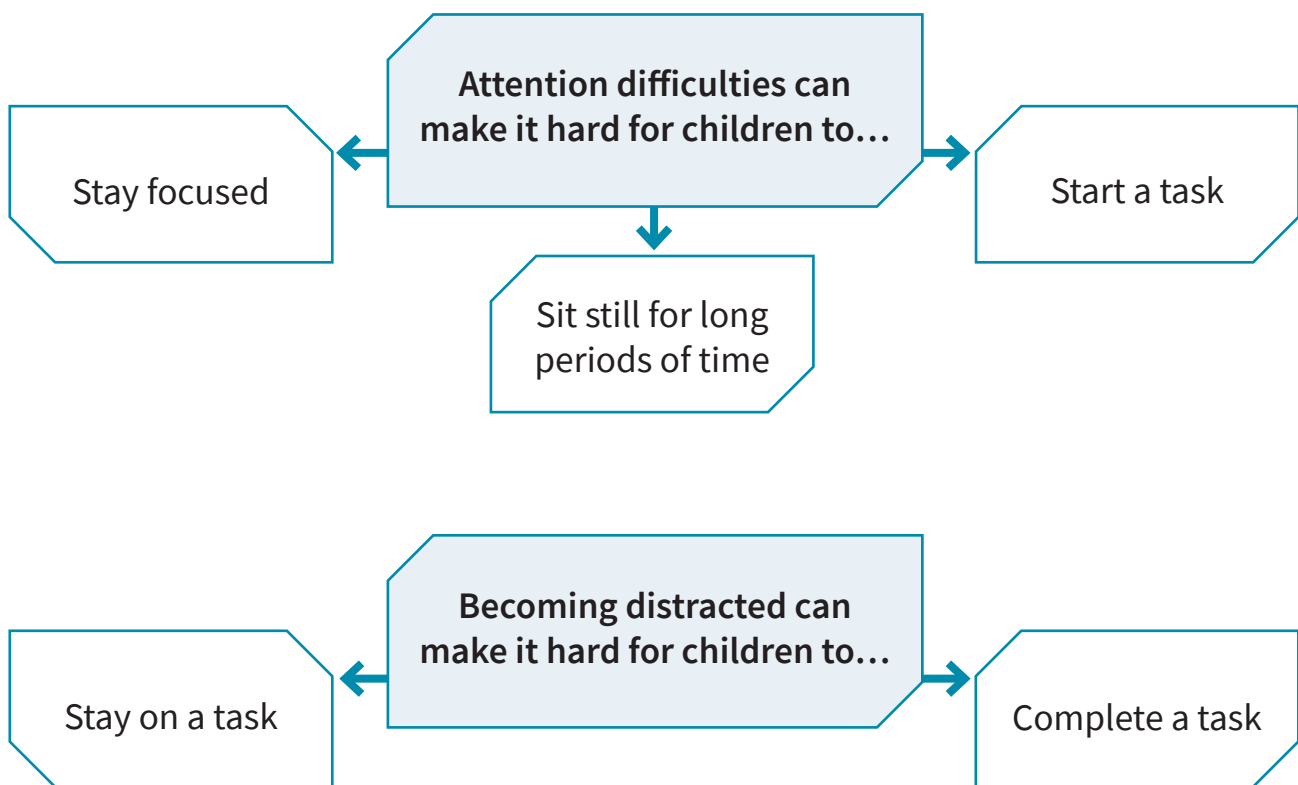 Attention difficulties can
make it hard for children to…
Stay focused
Start a task
Sit still for long
periods of time
Becoming distracted can
make it hard for children to…
Stay on a task
Complete a task